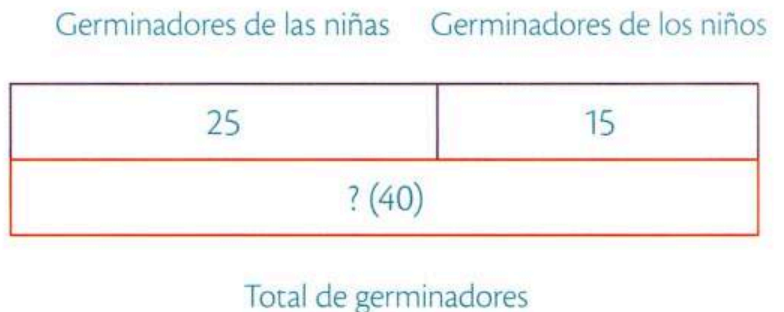 Germinadores de las niñas Germinadores de los niños
25 15
? (40)
Total de germinadores